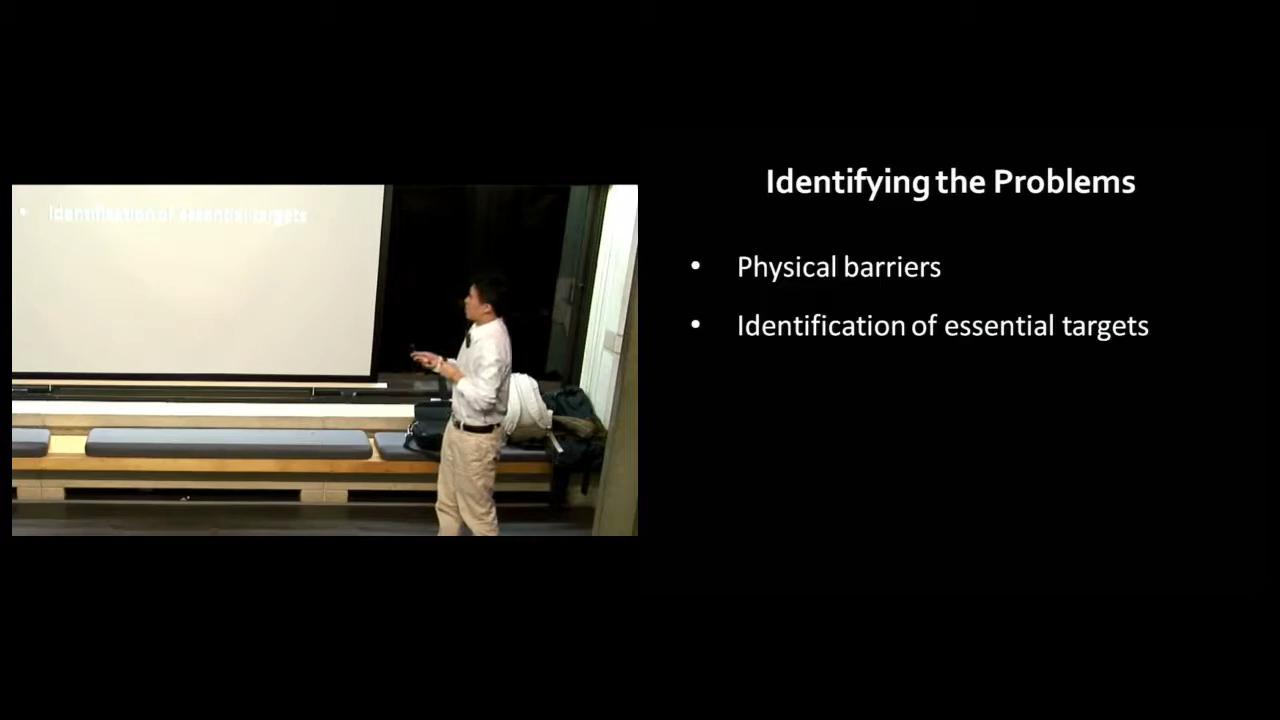 Identification of essential targets
Identifying the Problems
• Physical barriers
• Identification of essential targets